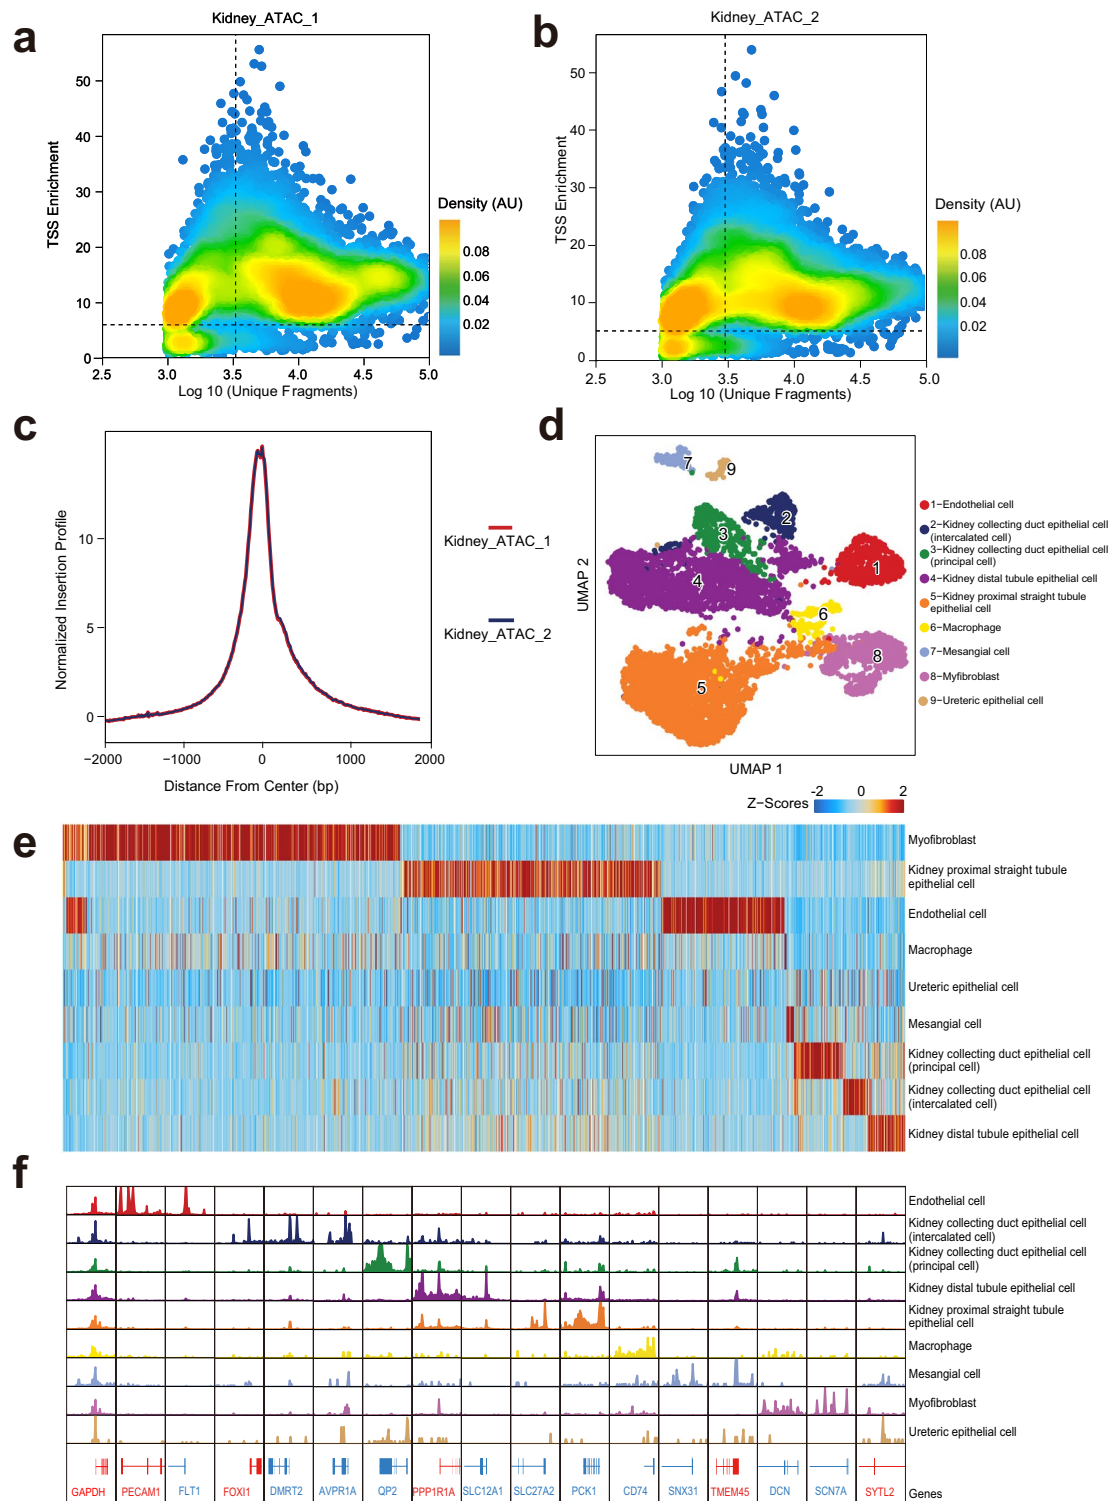 a
Kidney_ATAC_1
TSS Enrichment
50
40
30
20
10
0
2.5 3.0 3.5 4.0 4.5 5.0
Log 10 (Unique Fragments)
Density (AU)
0.08
0.06
0.04
0.02
b
Kidney_ATAC_2
TSS Enrichment
50
40
30
20
10
0
2.5 3.0 3.5 4.0 4.5 5.0
Log 10 (Unique Fragments)
Density (AU)
0.08
0.06
0.04
0.02
c
Normalized Insertion Profile
10
5
0
−2000 −1000 0 1000 2000
Distance From Center (bp)
Kidney_ATAC_1
Kidney_ATAC_2
d
UMAP 2
7
9
2
3
1
4
6
8
5
UMAP 1
1−Endothelial cell
2−Kidney collecting duct epithelial cell
(intercalated cell)
3−Kidney collecting duct epithelial cell
(principal cell)
4−Kidney distal tubule epithelial cell
5−Kidney proximal straight tubule
epithelial cell
6−Macrophage
7−Mesangial cell
8−Myfibroblast
9−Ureteric epithelial cell
Z−Scores
-2 0 2
e
Myofibroblast
Kidney proximal straight tubule
epithelial cell
Endothelial cell
Macrophage
Ureteric epithelial cell
Mesangial cell
Kidney collecting duct epithelial cell
(principal cell)
Kidney collecting duct epithelial cell
(intercalated cell)
Kidney distal tubule epithelial cell
f
Endothelial cell
Kidney collecting duct epithelial cell
(intercalated cell)
Kidney collecting duct epithelial cell
(principal cell)
Kidney distal tubule epithelial cell
Kidney proximal straight tubule
epithelial cell
Macrophage
Mesangial cell
Myofibroblast
Ureteric epithelial cell
GAPDH PECAM1 FLT1 FOXI1 DMRT2 AVPR1A QP2 PPP1R1A SLC12A1 SLC27A2 PCK1 CD74 SNX31 TMEM45 DCN SCN7A SYTL2 Genes